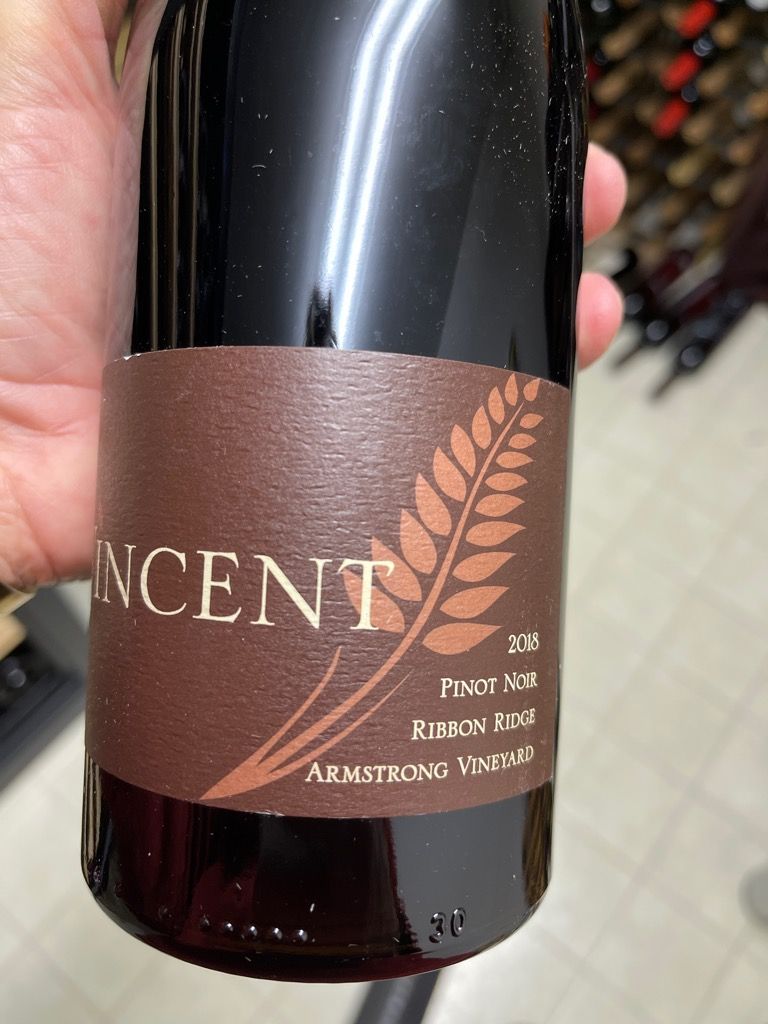 INCENT
2018
PINOT NOIR
RIBBON RIDGE
ARMSTRONG VINEYARD
30